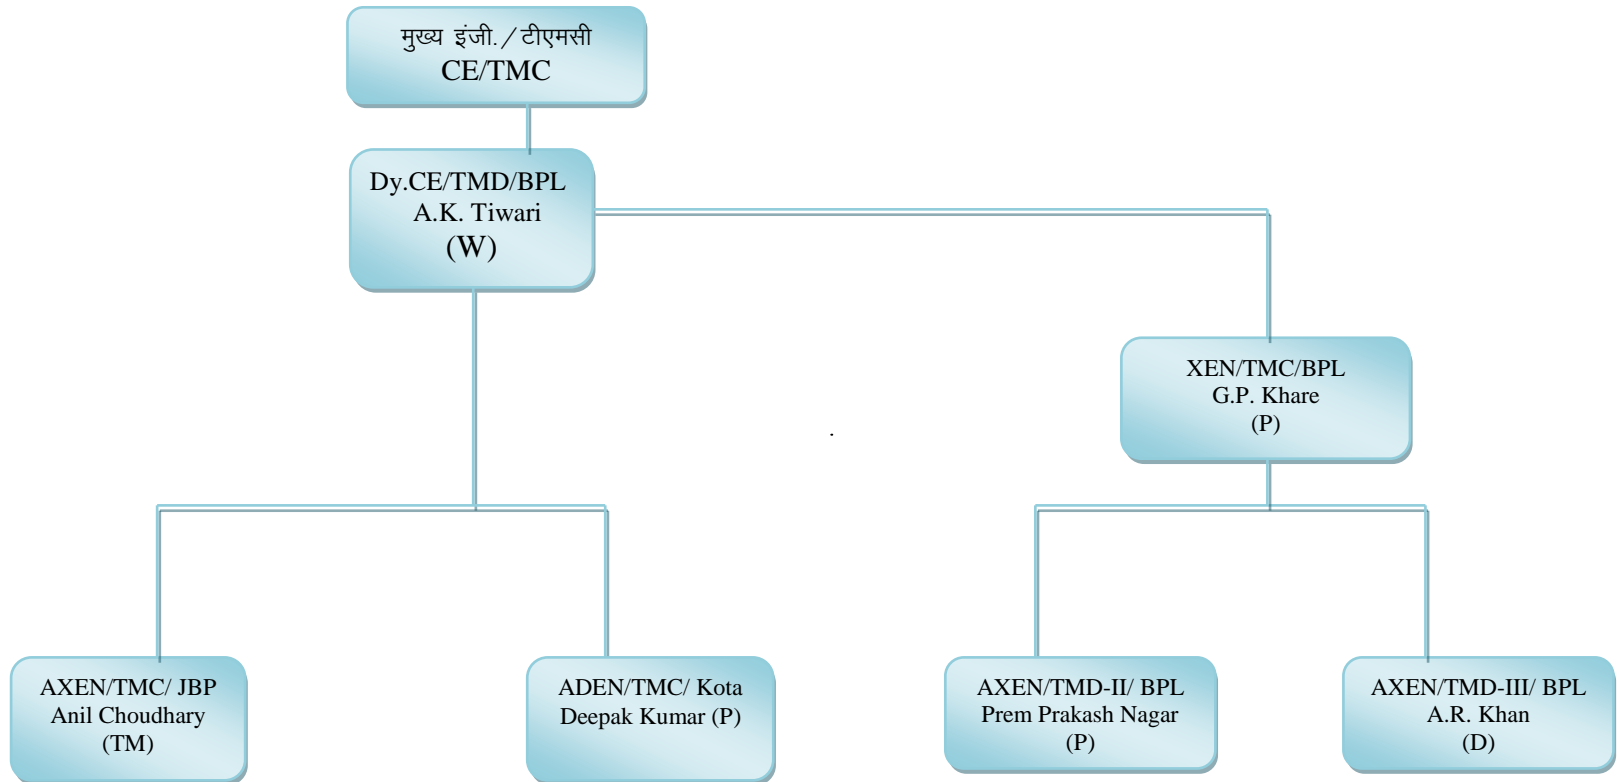 मुख्य इंजी./टीएमसी
CE/TMC
Dy.CE/TMD/BPL
A.K. Tiwari
(W)
XEN/TMC/BPL
G.P. Khare
(P)
.
AXEN/TMC/ JBP
Anil Choudhary
(TM)
ADEN/TMC/ Kota
Deepak Kumar (P)
AXEN/TMD-II/ BPL
Prem Prakash Nagar
(P)
AXEN/TMD-III/ BPL
A.R. Khan
(D)